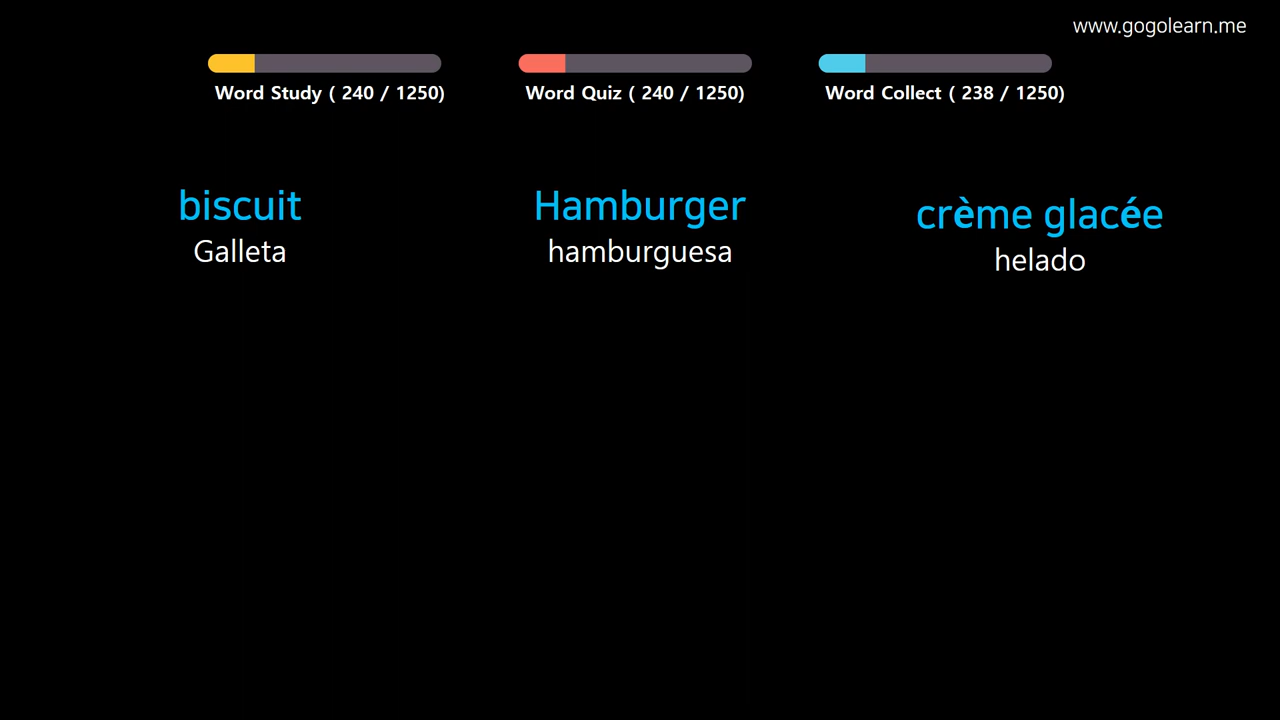 www.gogolearn.me
Word Study ( 240 / 1250)
Word Quiz ( 240 / 1250)
Word Collect ( 238 / 1250)
biscuit
Galleta
Hamburger
hamburguesa
crème glacée
helado